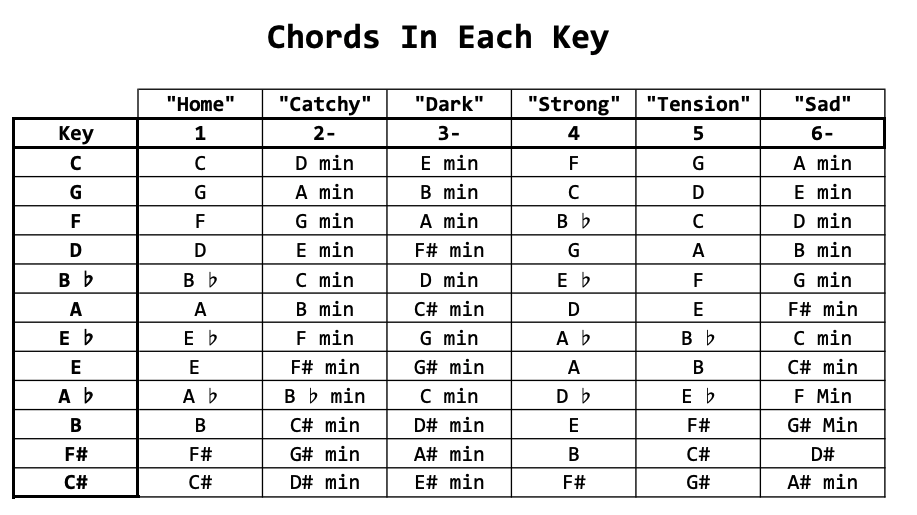 Chords In Each Key
"Home" "Catchy" "Dark" "Strong" "Tension" "Sad"
Key 1 2- 3- 4 5 6-
C C D min E min F G A min
G G A min B min C D E min
F F G min A min B ♭ C D min
D D E min F# min G A B min
B ♭ B ♭ C min D min E ♭ F G min
A A B min C# min D E F# min
E ♭ E ♭ F min G min A ♭ B ♭ C min
E E F# min G# min A B C# min
A ♭ A ♭ B ♭ min C min D ♭ E ♭ F Min
B B C# min D# min E F# G# Min
F# F# G# min A# min B C# D#
C# C# D# min E# min F# G# A# min